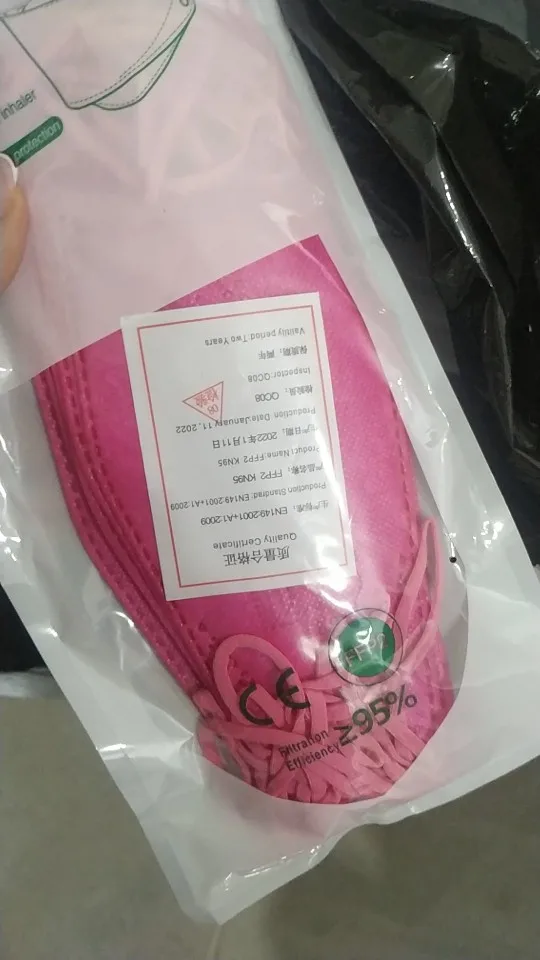 inhaler
protection
质量合格证
Quality Certificate
生产标准：EN149:2001+A1:2009
Production Standrad: EN149:2001+A1:2009
产品名称：FFP2 KN95
Product Name:FFP2 KN95
生产日期：2022年1月11日
Production Date:January, 11, 2022
检验员：QC08
Inspector:QC08
保质期：两年
Valitily period:Two Years
CE
FFP2
Filtration
Efficiency
≥95%